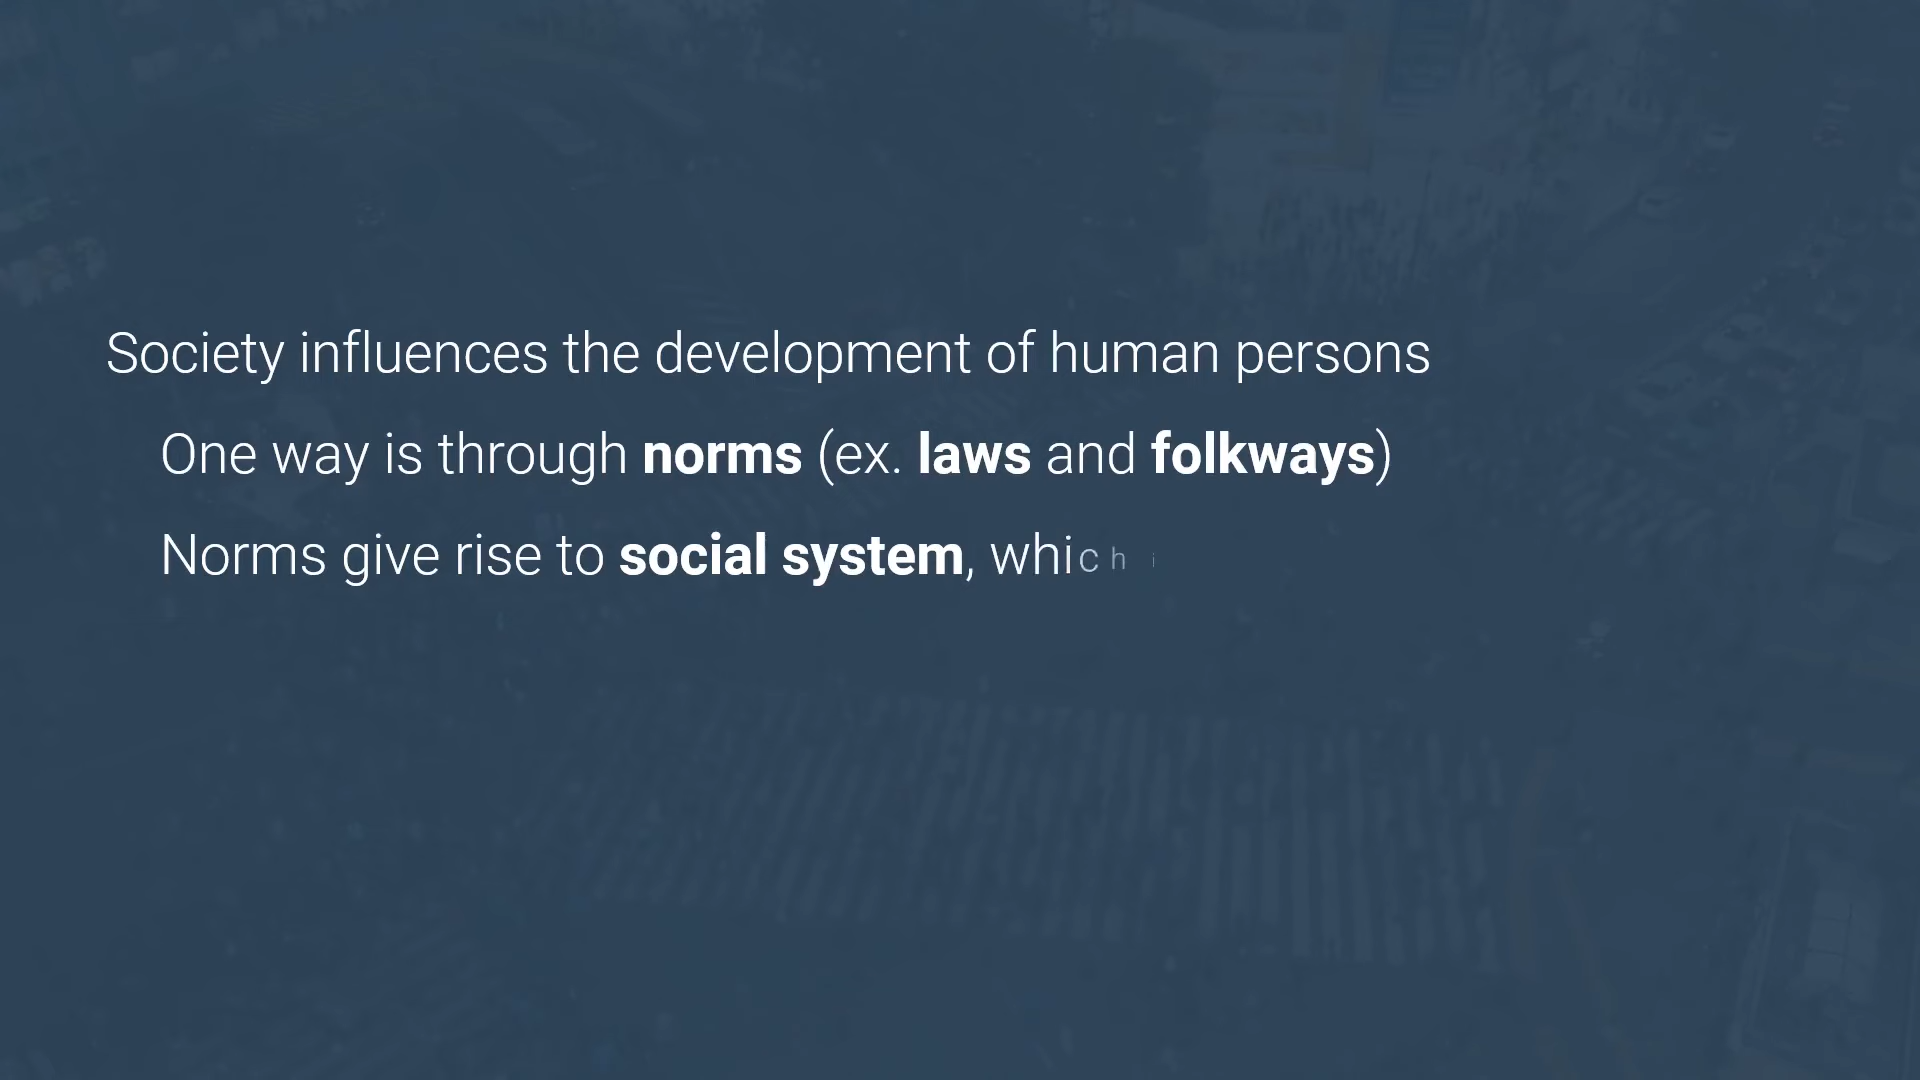 Society influences the development of human persons
One way is through norms (ex. laws and folkways)
Norms give rise to social system, which i